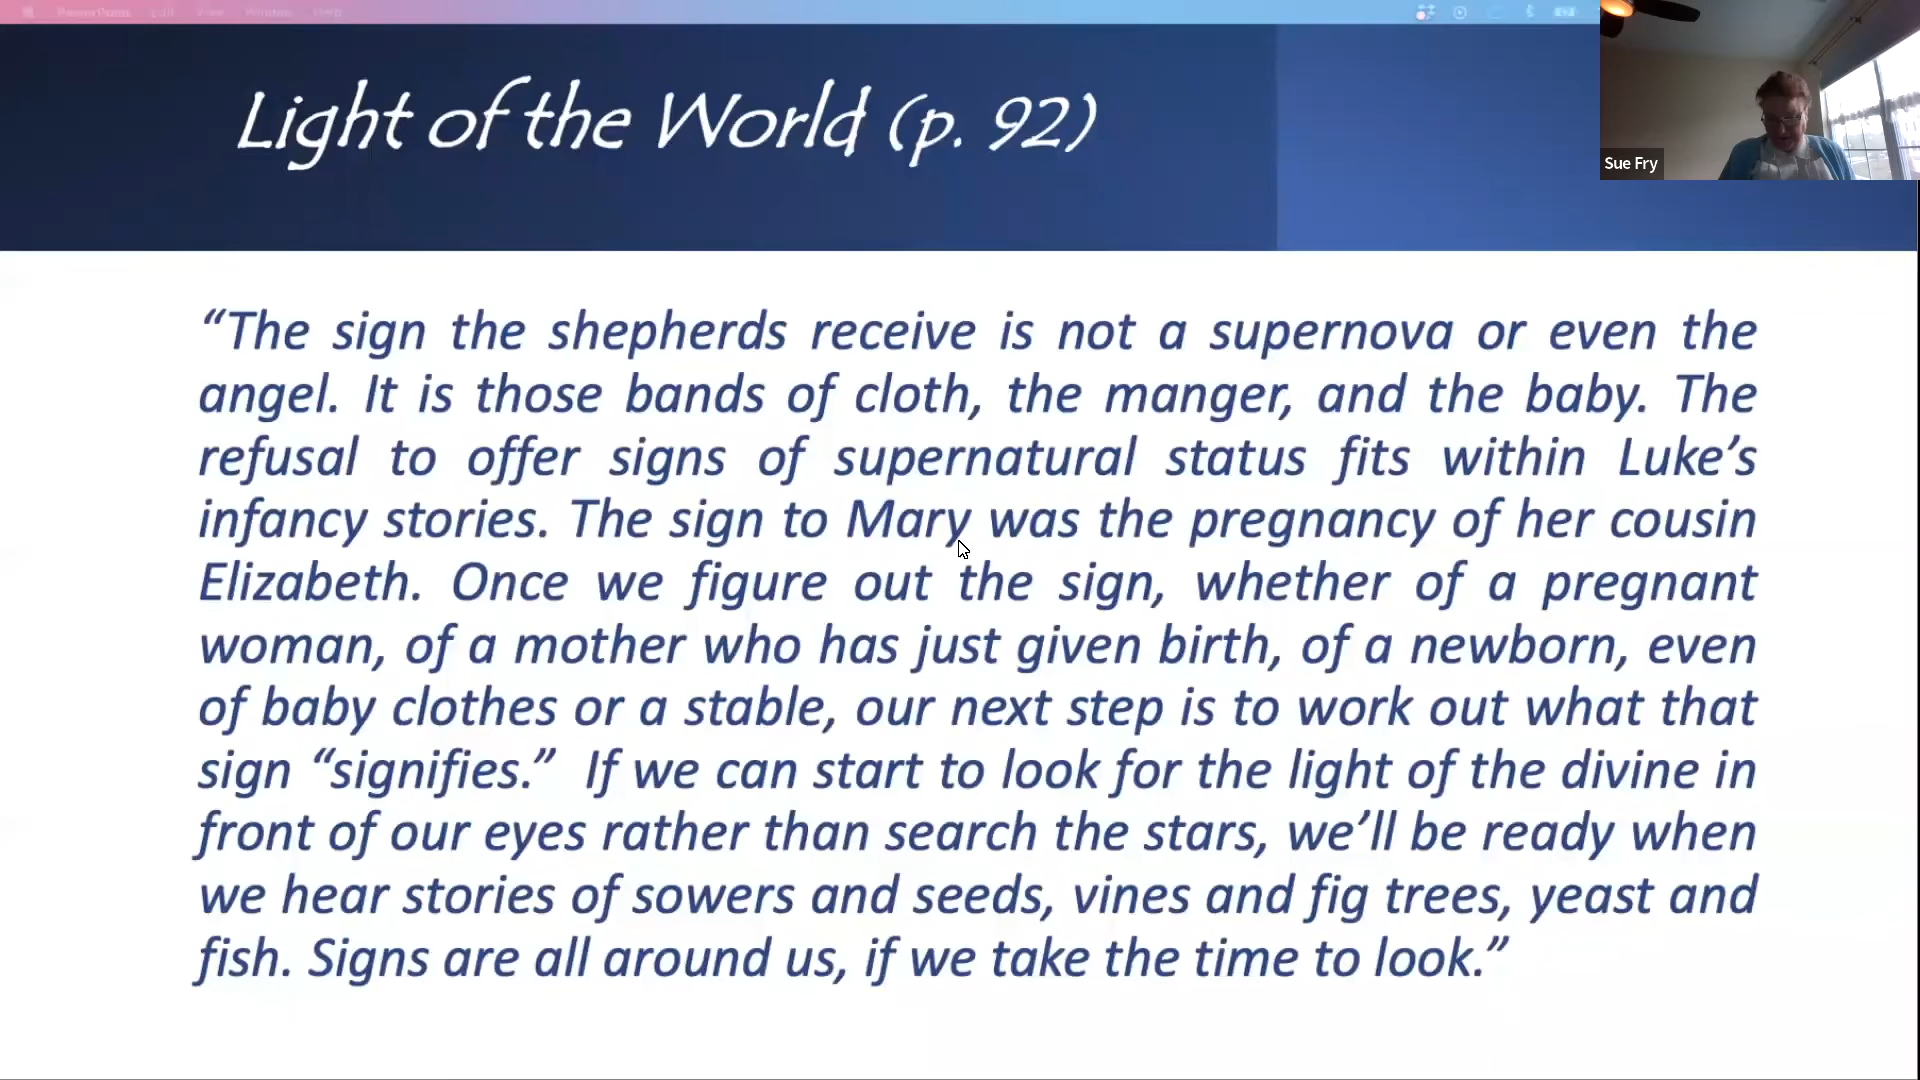 PowerPoint Edit View Window Help
Light of the World (p. 92)
Sue Fry
“The sign the shepherds receive is not a supernova or even the
angel. It is those bands of cloth, the manger, and the baby. The
refusal to offer signs of supernatural status fits within Luke’s
infancy stories. The sign to Mary was the pregnancy of her cousin
Elizabeth. Once we figure out the sign, whether of a pregnant
woman, of a mother who has just given birth, of a newborn, even
of baby clothes or a stable, our next step is to work out what that
sign “signifies.”  If we can start to look for the light of the divine in
front of our eyes rather than search the stars, we’ll be ready when
we hear stories of sowers and seeds, vines and fig trees, yeast and
fish. Signs are all around us, if we take the time to look.”